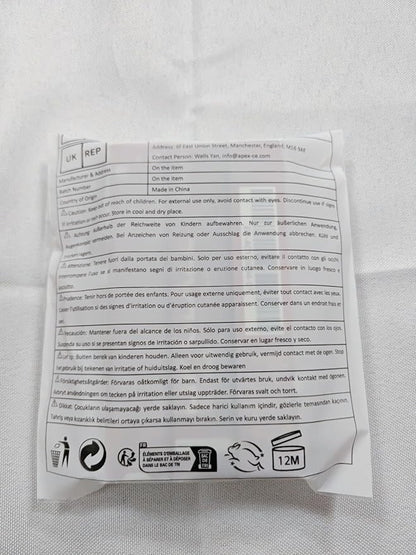 UK REP
Address: 6F East Union Street, Manchester, England, M16 9AE
Contact Person: Walls Yan, info@apex-ce.com
Manufacturer & Address On the item
Batch Number On the item
Country of Origin Made in China
Caution: Keep out of reach of children. For external use only, avoid contact with eyes. Discontinue use if signs
of irritation or rash occur. Store in cool and dry place.
Achtung: Außerhalb der Reichweite von Kindern aufbewahren. Nur zur äußerlichen Anwendung,
Augenkontakt vermeiden. Bei Anzeichen von Reizung oder Ausschlag die Anwendung abbrechen. Kühl und
trocken lagern.
Attenzione: Tenere fuori dalla portata dei bambini. Solo per uso esterno, evitare il contatto con gli occhi.
Interrompere l'uso se si manifestano segni di irritazione o eruzione cutanea. Conservare in luogo fresco e
Prudence: Tenir hors de portée des enfants. Pour usage externe uniquement, éviter tout contact avec les yeux.
Cesser l'utilisation si des signes d'irritation ou d'éruption cutanée apparaissent. Conserver dans un endroit frais et
sec.
Precaución: Mantener fuera del alcance de los niños. Sólo para uso externo, evite el contacto con los ojos.
Suspenda su uso si se presentan signos de irritación o sarpullido. Conservar en lugar fresco y seco.
Let op: Buiten bereik van kinderen houden. Alleen voor uitwendig gebruik, vermijd contact met de ogen. Stop
het gebruik bij tekenen van irritatie of huiduitslag. Koel en droog bewaren
Försiktighetsåtgärder: Förvaras oåtkomligt för barn. Endast för utvärtes bruk, undvik kontakt med ögonen.
Avbryt användningen om tecken på irritation eller utslag uppträder. Förvaras svalt och torrt.
Dikkat: Çocukların ulaşamayacağı yerde saklayın. Sadece harici kullanım içindir, gözlerle temasından kaçının.
Tahriş veya kızarıklık belirtileri ortaya çıkarsa kullanmayı bırakın. Serin ve kuru yerde saklayın.
FR
ÉLÉMENTS D'EMBALLAGE
À SÉPARER ET À DÉPOSER
DANS LE BAC DE TRI
BAC
DE
TRI
12M